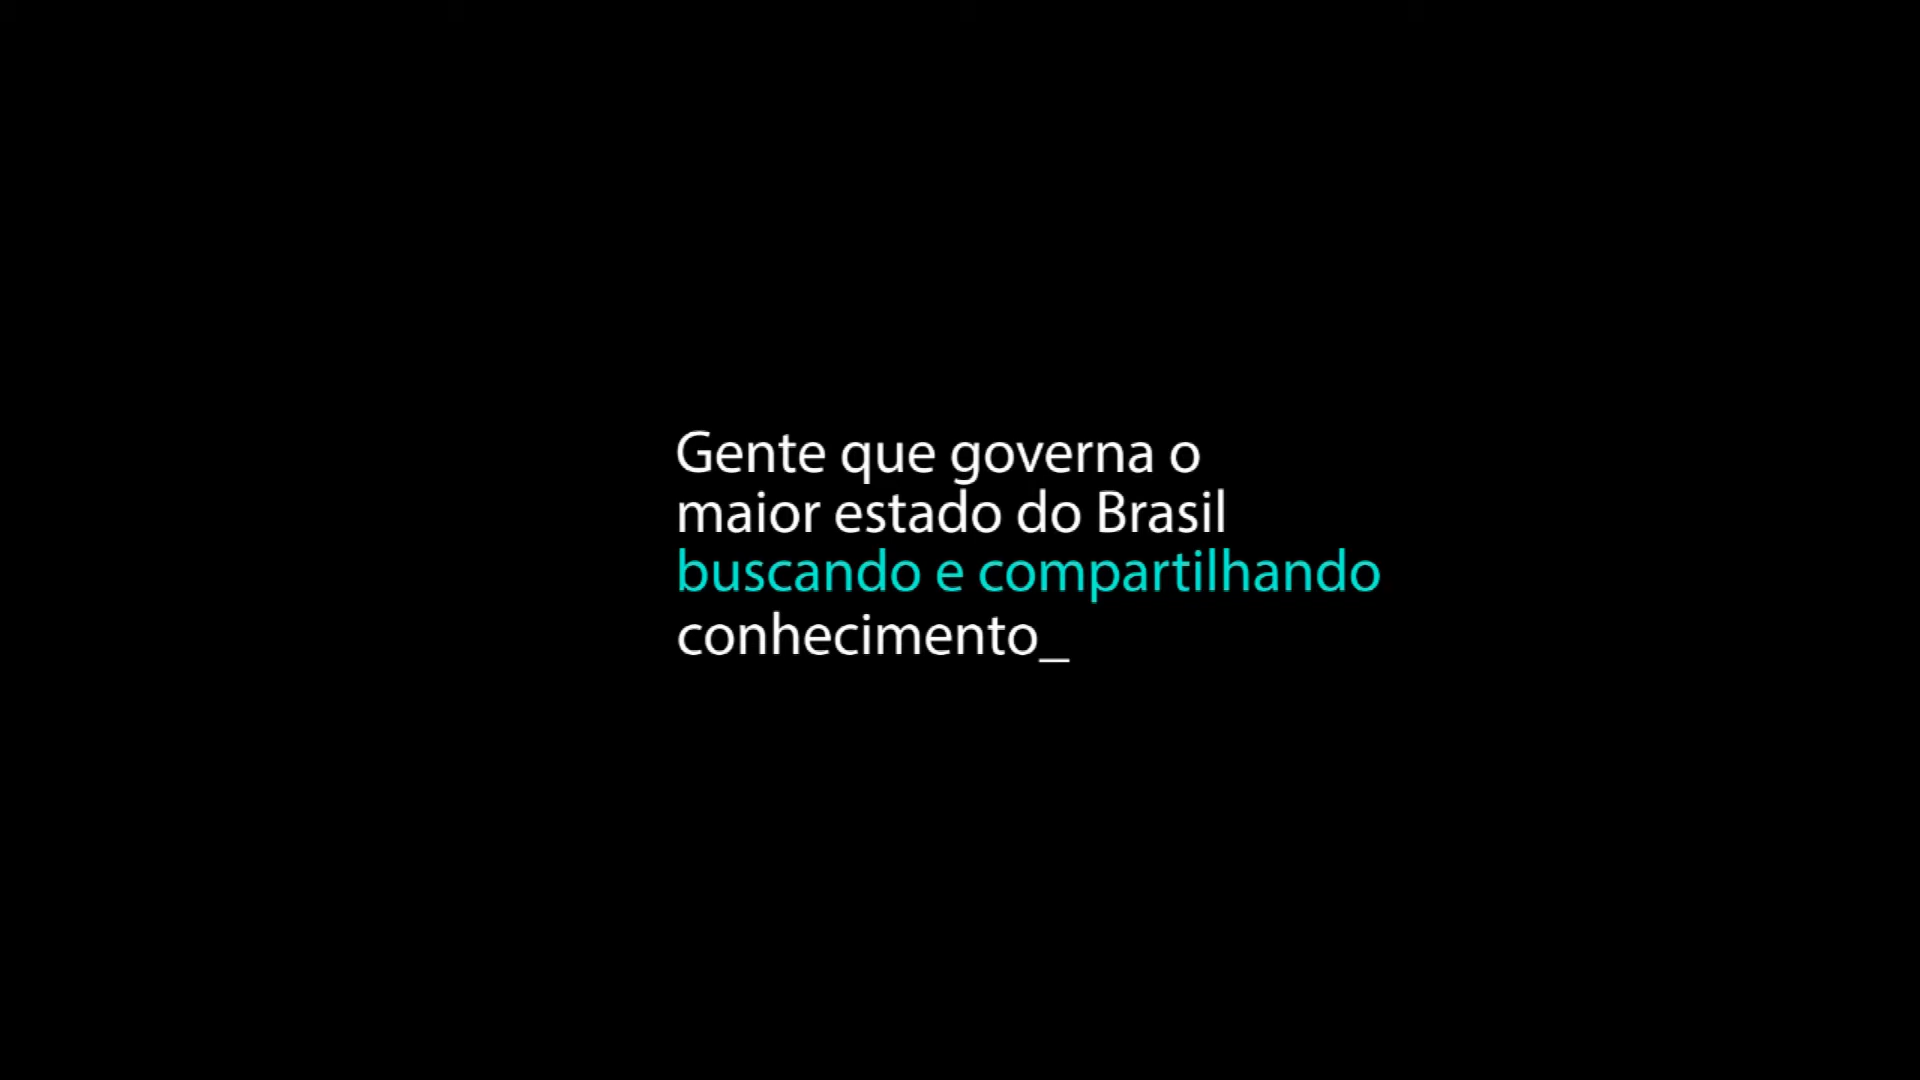 Gente que governa o
maior estado do Brasil
buscando e compartilhando
conhecimento_